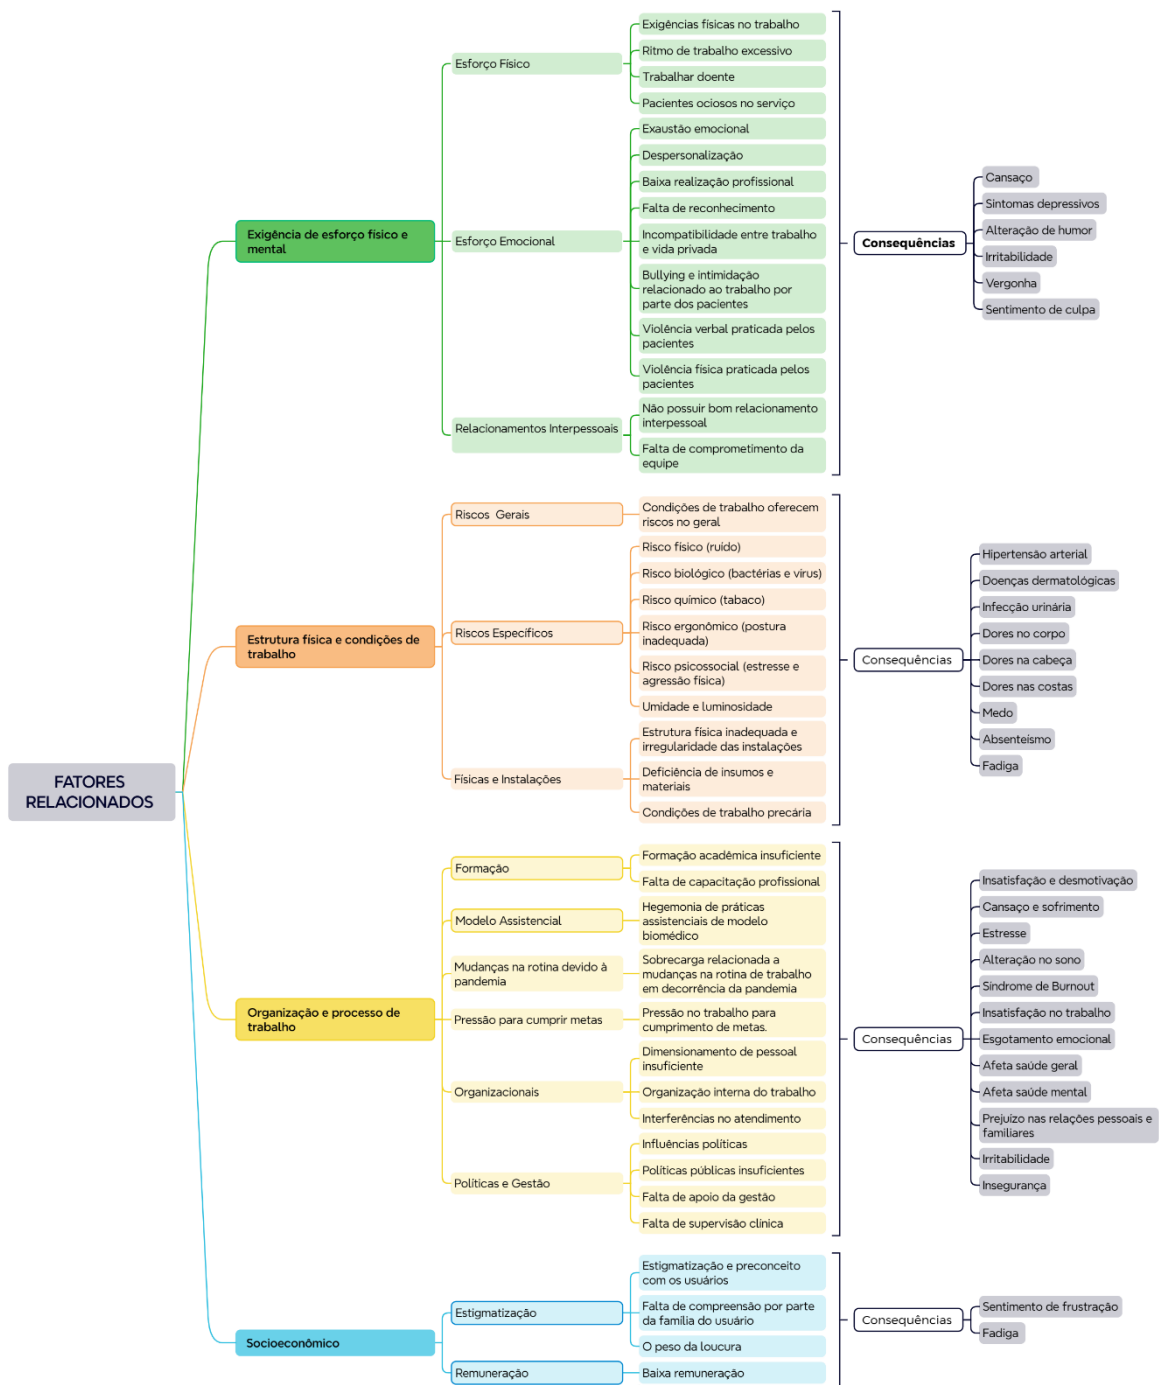 FATORES
RELACIONADOS
Exigência de esforço físico e
mental
Esforço Físico
Exigências físicas no trabalho
Ritmo de trabalho excessivo
Trabalhar doente
Pacientes ociosos no serviço
Esforço Emocional
Exaustão emocional
Despersonalização
Baixa realização profissional
Falta de reconhecimento
Incompatibilidade entre trabalho
e vida privada
Bullying e intimidação
relacionado ao trabalho por
parte dos pacientes
Violência verbal praticada pelos
pacientes
Violência física praticada pelos
pacientes
Relacionamentos Interpessoais
Não possuir bom relacionamento
interpessoal
Falta de comprometimento da
equipe
Consequências
Cansaço
Sintomas depressivos
Alteração de humor
Irritabilidade
Vergonha
Sentimento de culpa
Estrutura física e condições de
trabalho
Riscos Gerais
Condições de trabalho oferecem
riscos no geral
Riscos Específicos
Risco físico (ruído)
Risco biológico (bactérias e vírus)
Risco químico (tabaco)
Risco ergonômico (postura
inadequada)
Risco psicossocial (estresse e
agressão física)
Umidade e luminosidade
Físicas e Instalações
Estrutura física inadequada e
irregularidade das instalações
Deficiência de insumos e
materiais
Condições de trabalho precária
Consequências
Hipertensão arterial
Doenças dermatológicas
Infecção urinária
Dores no corpo
Dores na cabeça
Dores nas costas
Medo
Absenteísmo
Fadiga
Organização e processo de
trabalho
Formação
Formação acadêmica insuficiente
Falta de capacitação profissional
Modelo Assistencial
Hegemonia de práticas
assistenciais de modelo
biomédico
Mudanças na rotina devido à
pandemia
Sobrecarga relacionada a
mudanças na rotina de trabalho
em decorrência da pandemia
Pressão para cumprir metas
Pressão no trabalho para
cumprimento de metas.
Organizacionais
Dimensionamento de pessoal
insuficiente
Organização interna do trabalho
Interferências no atendimento
Políticas e Gestão
Influências políticas
Políticas públicas insuficientes
Falta de apoio da gestão
Falta de supervisão clínica
Consequências
Insatisfação e desmotivação
Cansaço e sofrimento
Estresse
Alteração no sono
Síndrome de Burnout
Insatisfação no trabalho
Esgotamento emocional
Afeta saúde geral
Afeta saúde mental
Prejuízo nas relações pessoais e
familiares
Irritabilidade
Insegurança
Socioeconômico
Estigmatização
Estigmatização e preconceito
com os usuários
Falta de compreensão por parte
da família do usuário
O peso da loucura
Remuneração
Baixa remuneração
Consequências
Sentimento de frustração
Fadiga